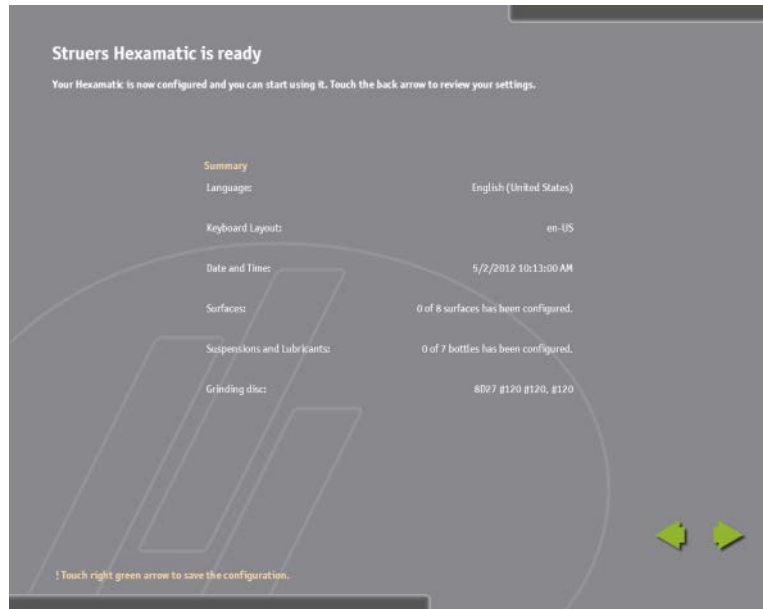 Struers Hexamatic is ready
Your Hexamatic is now configured and you can start using it. Touch the back arrow to review your settings.
Summary
Language: English (United States)
Keyboard Layout: en-US
Date and Time: 5/2/2012 10:13:00 AM
Surfaces: 0 of 8 surfaces has been configured.
Suspensions and Lubricants: 0 of 7 bottles has been configured.
Grinding disc: 8D27 #120 #120, #120
! Touch right green arrow to save the configuration.